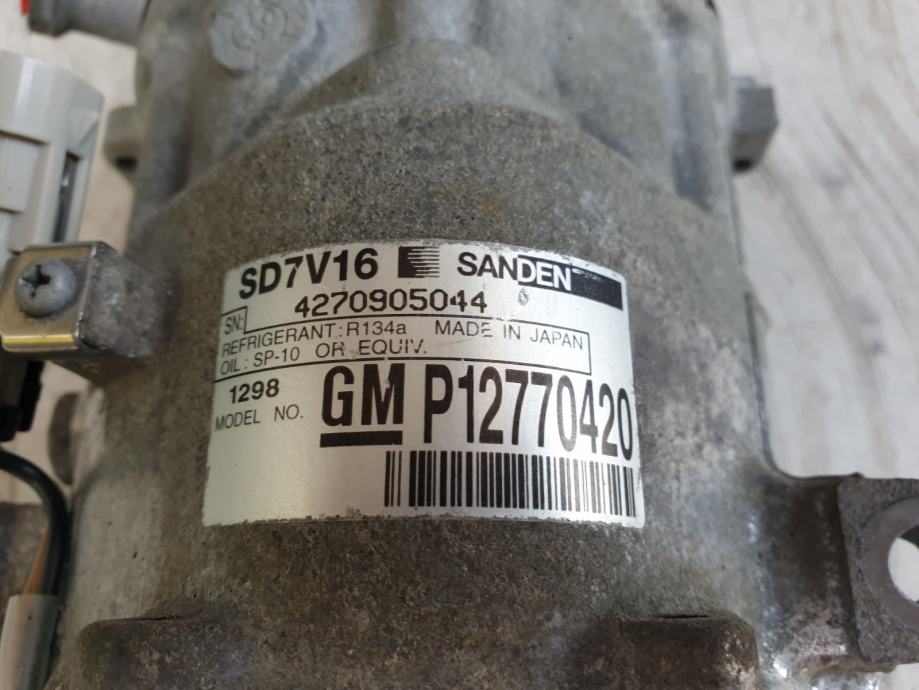 SD7V16 SANDEN
SN: 4270905044
REFRIGERANT: R134a MADE IN JAPAN
OIL: SP-10 OR EQUIV.
1298
MODEL NO. GM P12770420